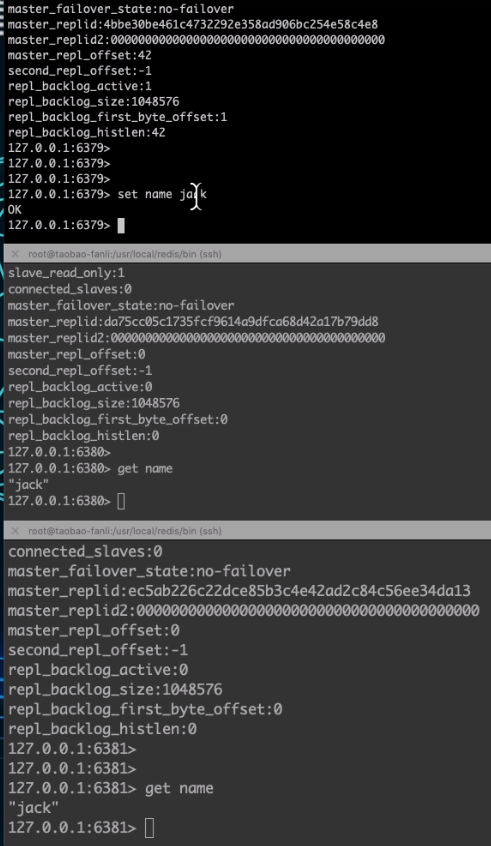 master_failover_state:no-failover
master_replid:4bbe30be461c4732292e358ad906bc254e58c4e8
master_replid2:0000000000000000000000000000000000000000
master_repl_offset:42
second_repl_offset:-1
repl_backlog_active:1
repl_backlog_size:1048576
repl_backlog_first_byte_offset:1
repl_backlog_histlen:42
127.0.0.1:6379>
127.0.0.1:6379>
127.0.0.1:6379>
127.0.0.1:6379> set name jack
OK
127.0.0.1:6379>
root@taobao-fanli:/usr/local/redis/bin (ssh)
slave_read_only:1
connected_slaves:0
master_failover_state:no-failover
master_replid:da75cc05c1735fcf9614a9dfca68d42a17b79dd8
master_replid2:0000000000000000000000000000000000000000
master_repl_offset:0
second_repl_offset:-1
repl_backlog_active:0
repl_backlog_size:1048576
repl_backlog_first_byte_offset:0
repl_backlog_histlen:0
127.0.0.1:6380>
127.0.0.1:6380> get name
"jack"
127.0.0.1:6380>
root@taobao-fanli:/usr/local/redis/bin (ssh)
connected_slaves:0
master_failover_state:no-failover
master_replid:ec5ab226c22dce85b3c4e42ad2c84c56ee34da13
master_replid2:0000000000000000000000000000000000000000
master_repl_offset:0
second_repl_offset:-1
repl_backlog_active:0
repl_backlog_size:1048576
repl_backlog_first_byte_offset:0
repl_backlog_histlen:0
127.0.0.1:6381>
127.0.0.1:6381>
127.0.0.1:6381> get name
"jack"
127.0.0.1:6381>